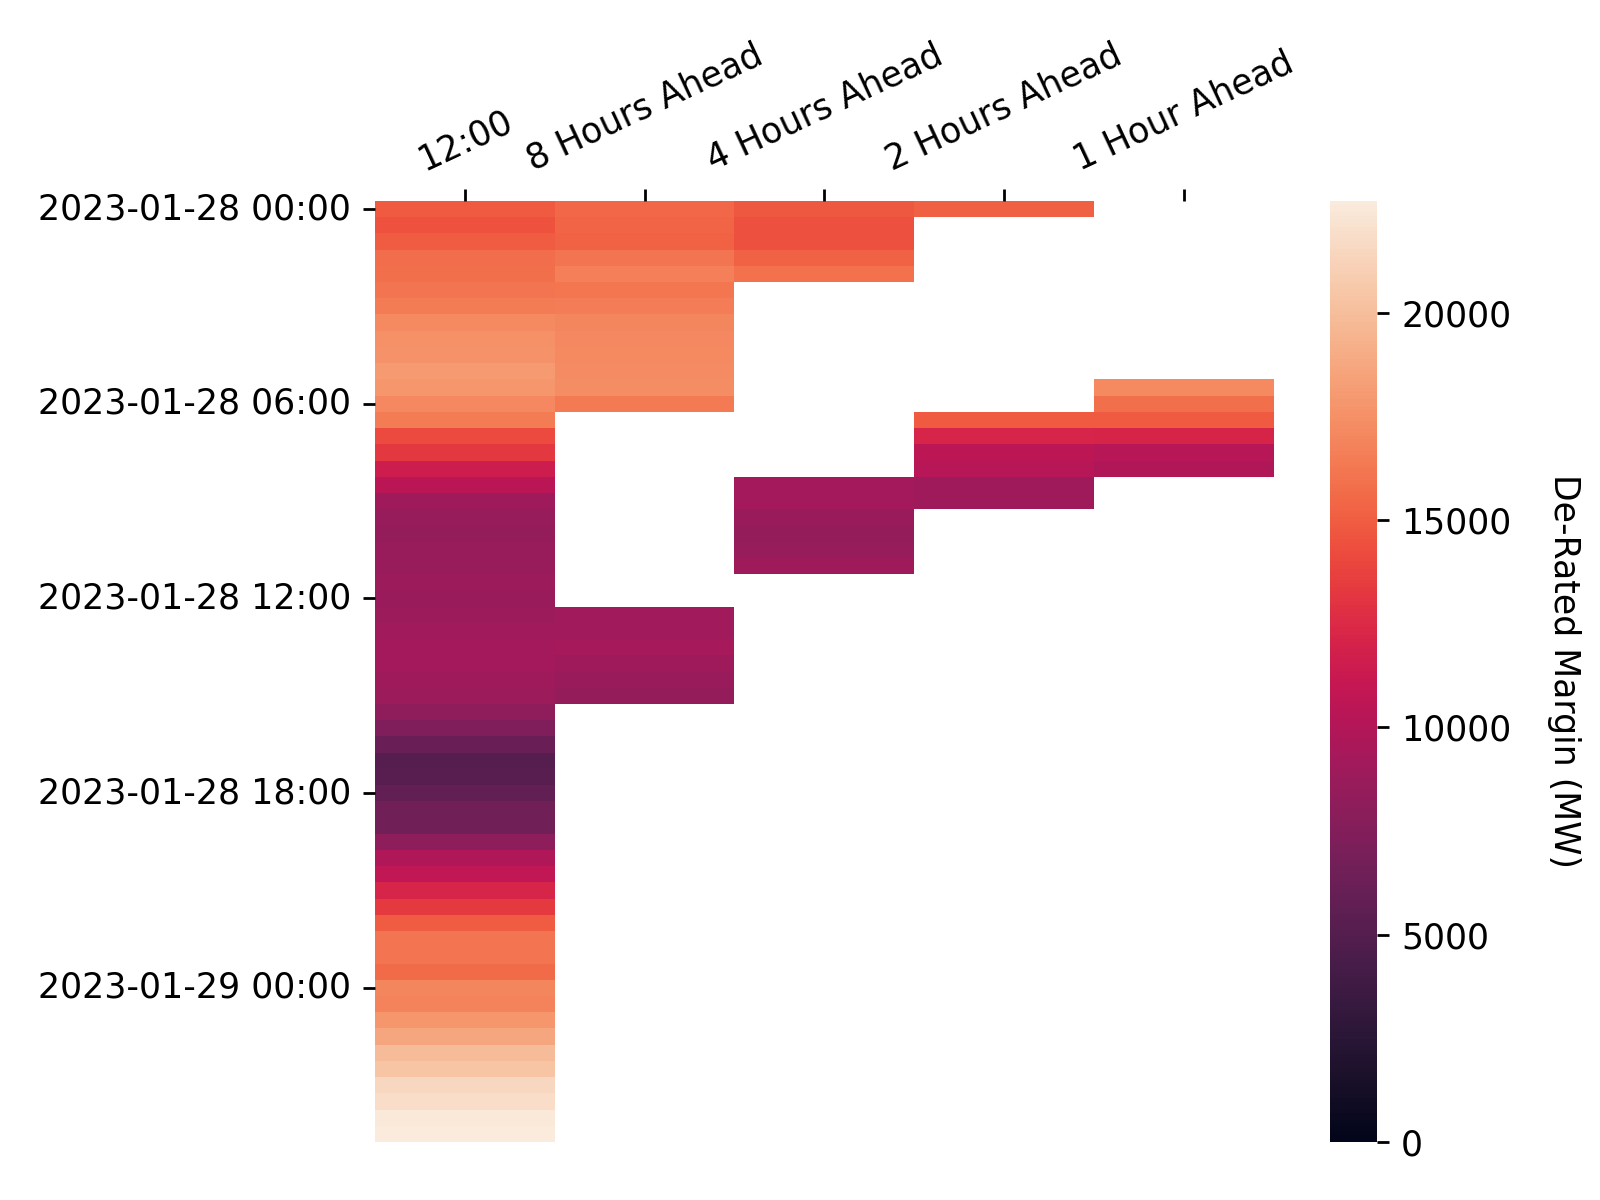 12:00
8 Hours Ahead
4 Hours Ahead
2 Hours Ahead
1 Hour Ahead
2023-01-28 00:00
2023-01-28 06:00
2023-01-28 12:00
2023-01-28 18:00
2023-01-29 00:00
20000
15000
10000
5000
0
De-Rated Margin (MW)